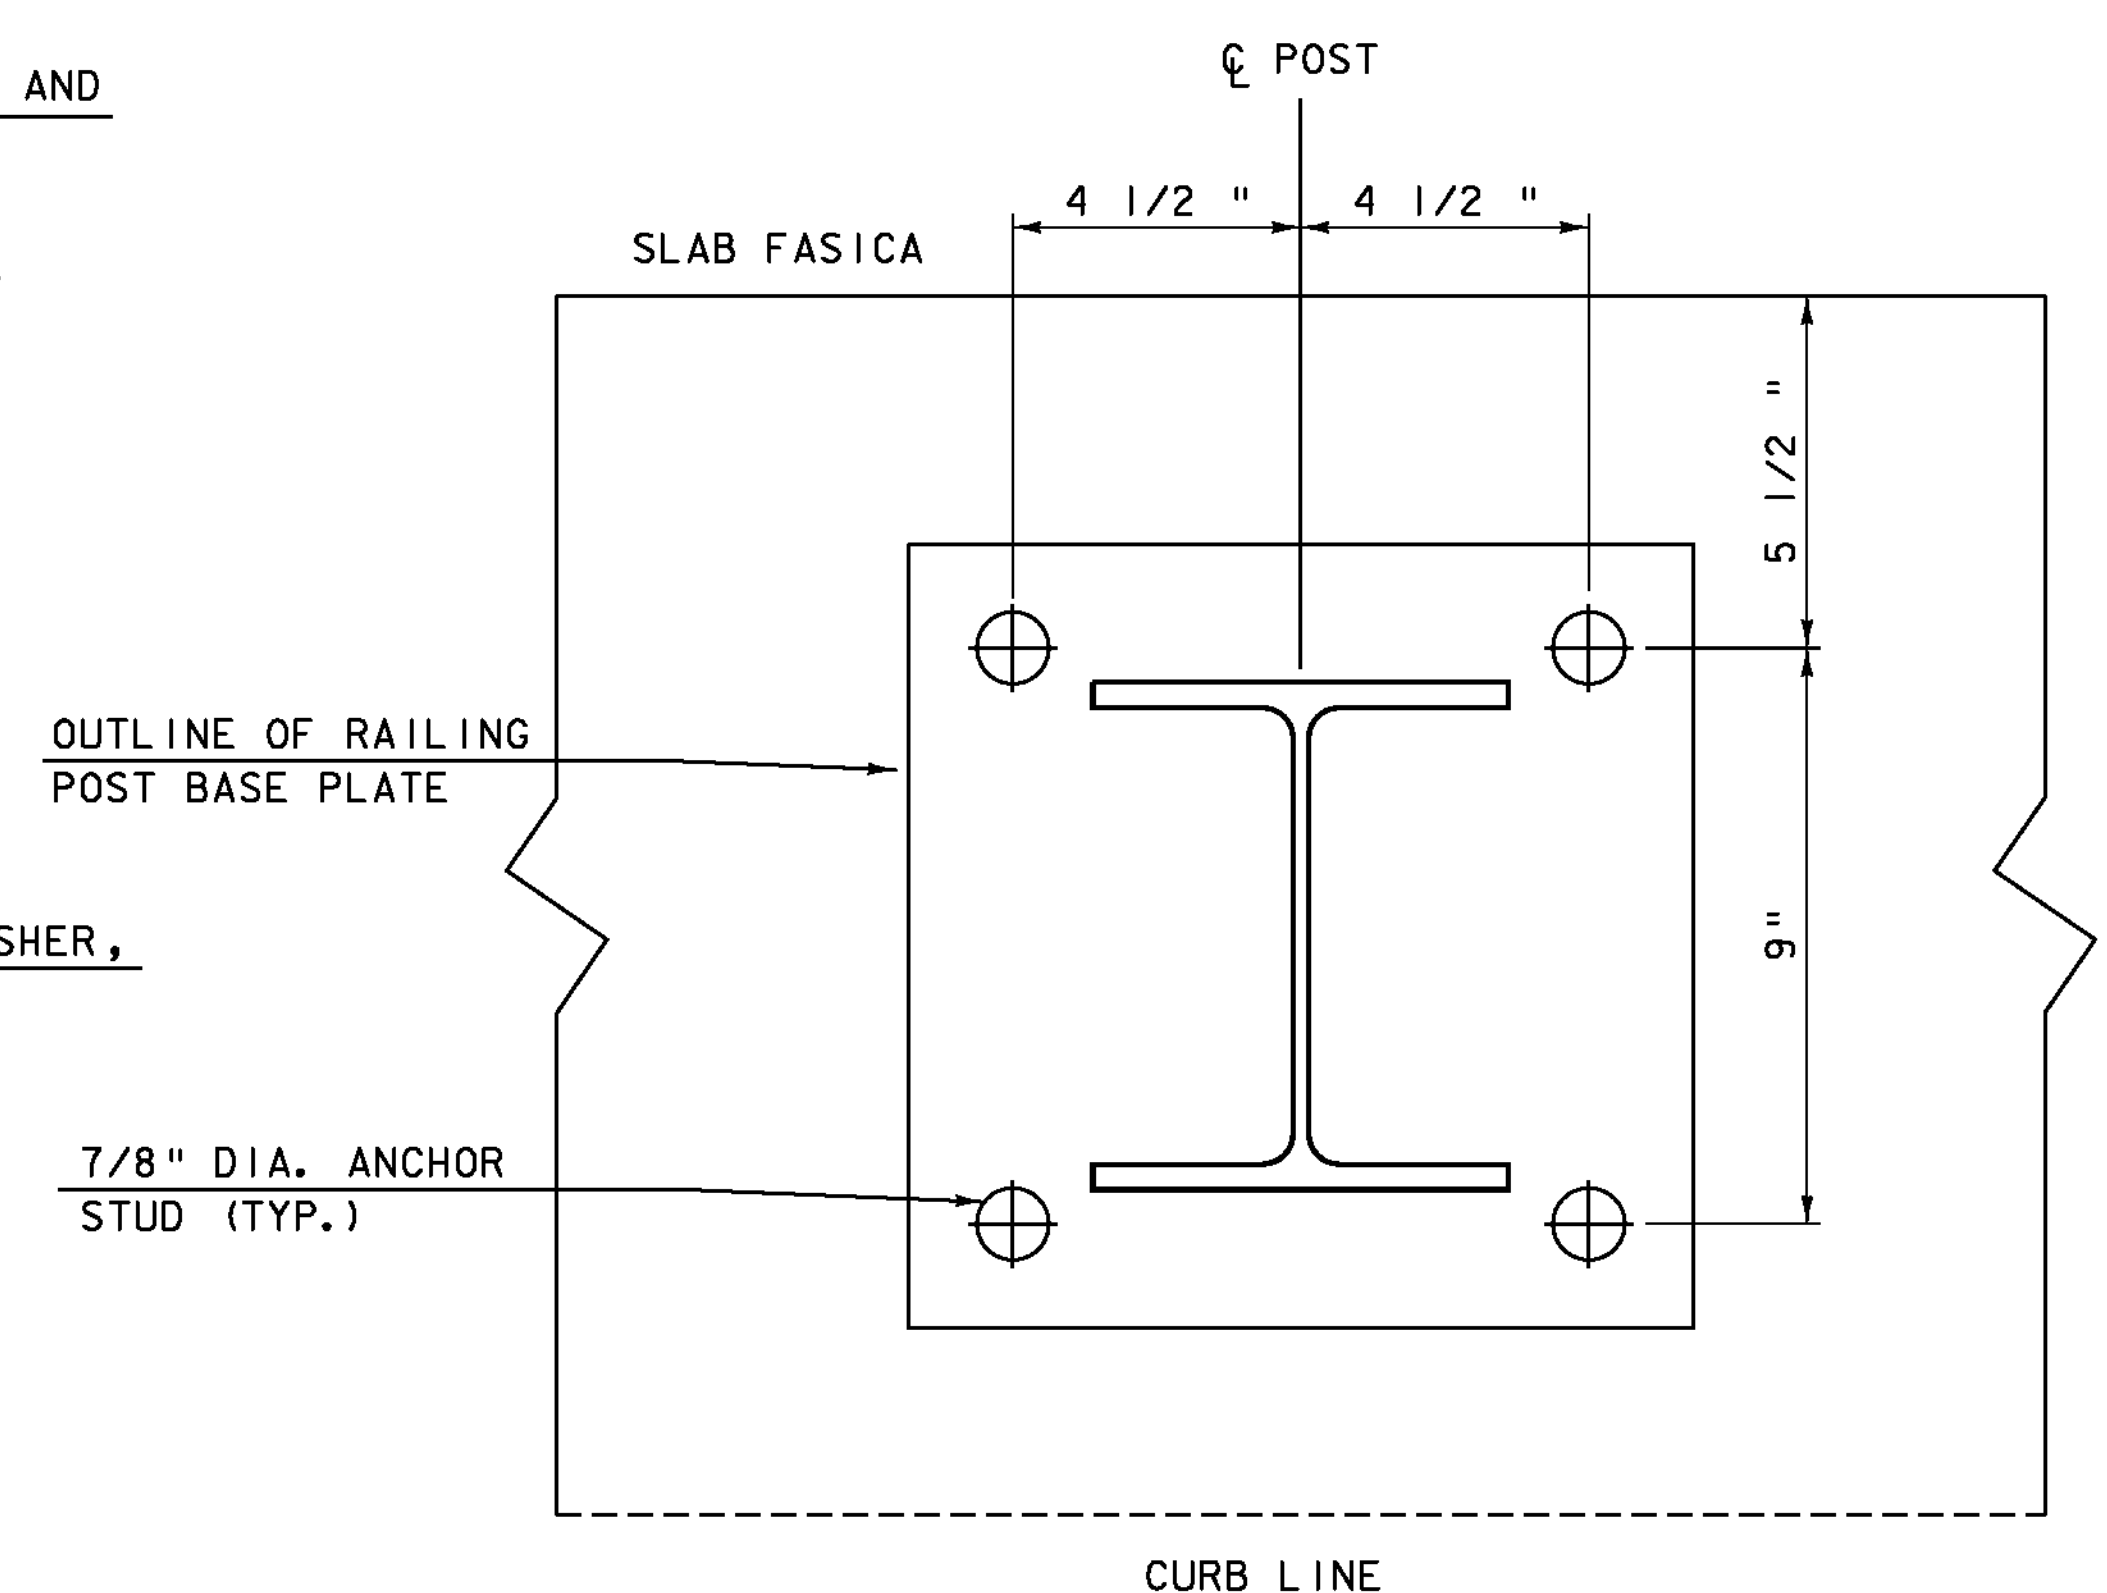 AND
℄ POST
4 1/2 " 4 1/2 "
SLAB FASICA
5 1/2 "
OUTLINE OF RAILING
POST BASE PLATE
9"
SHER,
7/8" DIA. ANCHOR
STUD (TYP.)
CURB LINE